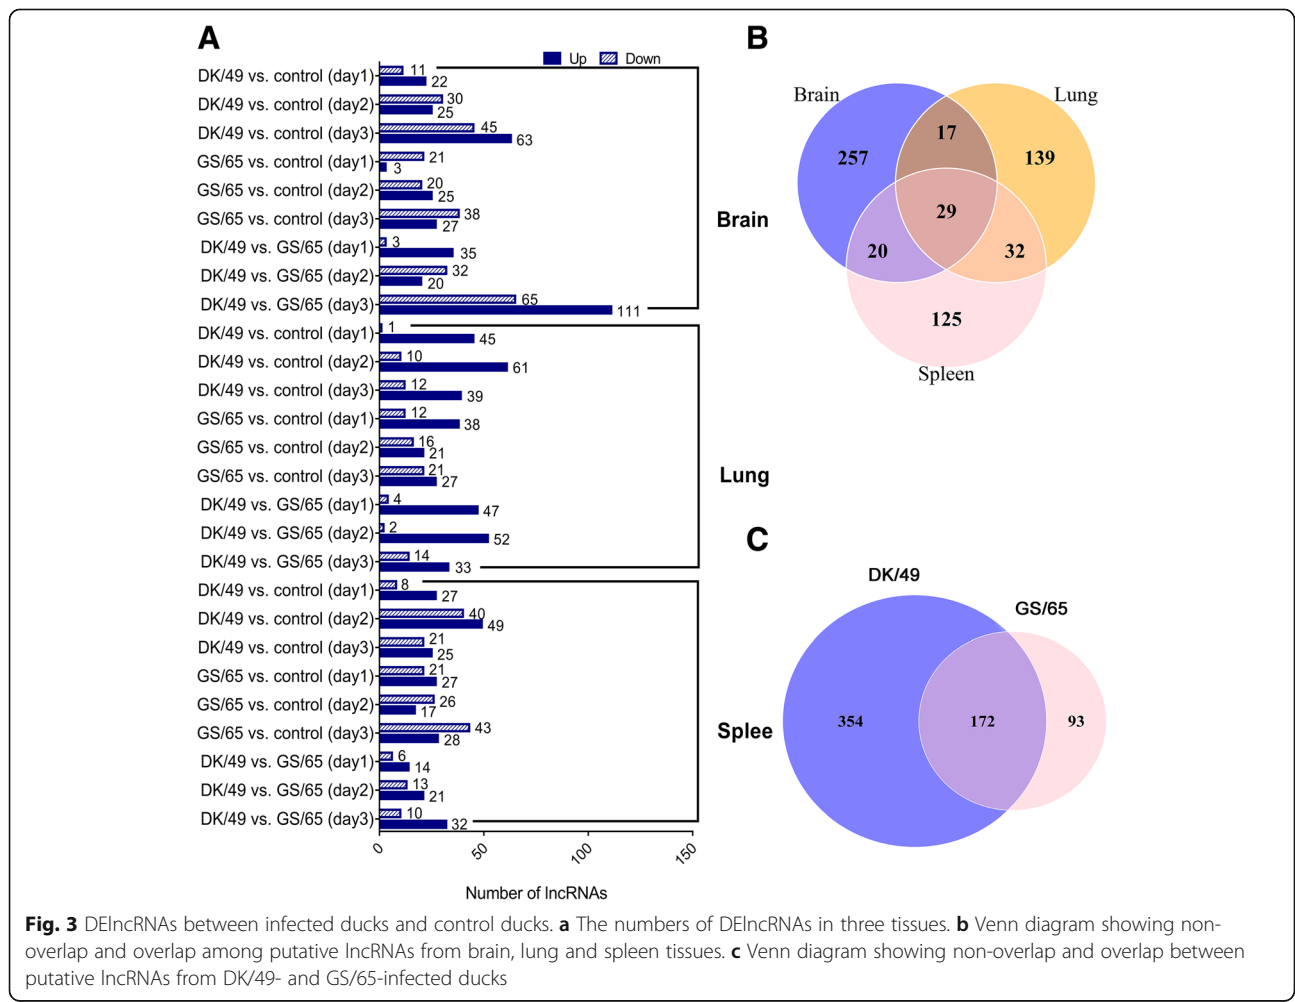 A
Up Down
DK/49 vs. control (day1) 11 22
DK/49 vs. control (day2) 30 25
DK/49 vs. control (day3) 45 63
GS/65 vs. control (day1) 21 3
GS/65 vs. control (day2) 20 25
GS/65 vs. control (day3) 38 27
DK/49 vs. GS/65 (day1) 3 35
DK/49 vs. GS/65 (day2) 32 20
DK/49 vs. GS/65 (day3) 65 111
Brain
DK/49 vs. control (day1) 1 45
DK/49 vs. control (day2) 10 61
DK/49 vs. control (day3) 12 39
GS/65 vs. control (day1) 12 38
GS/65 vs. control (day2) 16 21
GS/65 vs. control (day3) 21 27
DK/49 vs. GS/65 (day1) 4 47
DK/49 vs. GS/65 (day2) 2 52
DK/49 vs. GS/65 (day3) 14 33
Lung
DK/49 vs. control (day1) 8 27
DK/49 vs. control (day2) 40 49
DK/49 vs. control (day3) 21 25
GS/65 vs. control (day1) 21 27
GS/65 vs. control (day2) 26 17
GS/65 vs. control (day3) 43 28
DK/49 vs. GS/65 (day1) 6 14
DK/49 vs. GS/65 (day2) 13 21
DK/49 vs. GS/65 (day3) 10 32
Splee
0 50 100 150
Number of lncRNAs
B
Brain Lung
17
257 139
29
20 32
125
Spleen
C
DK/49
GS/65
354 172 93
Fig. 3 DElncRNAs between infected ducks and control ducks. a The numbers of DElncRNAs in three tissues. b Venn diagram showing non-
overlap and overlap among putative lncRNAs from brain, lung and spleen tissues. c Venn diagram showing non-overlap and overlap between
putative lncRNAs from DK/49- and GS/65-infected ducks